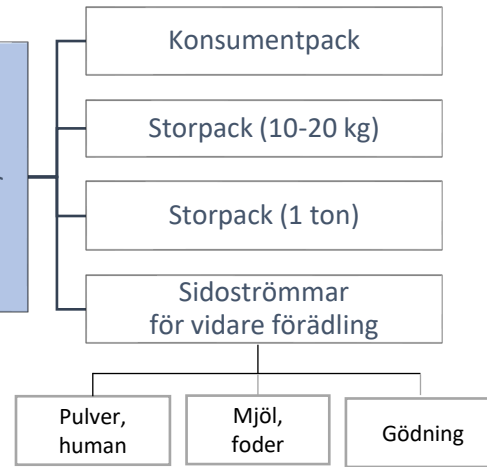 Konsumentpack
Storpack (10-20 kg)
Storpack (1 ton)
Sidoströmmar
för vidare förädling
Pulver,
human
Mjöl,
foder
Gödning